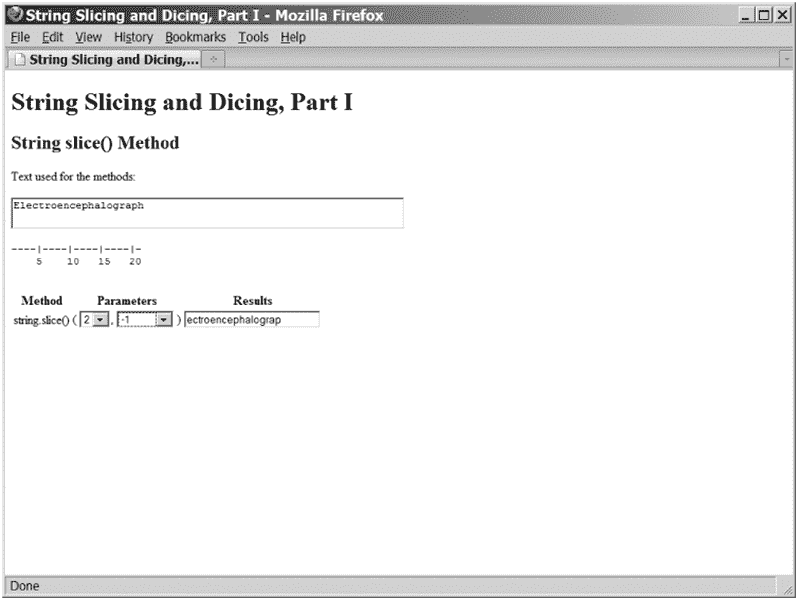 String Slicing and Dicing, Part I - Mozilla Firefox
File Edit View History Bookmarks Tools Help
String Slicing and Dicing,...
String Slicing and Dicing, Part I
String slice() Method
Text used for the methods:
Electroencephalograph
----|----|----|----|-
5 10 15 20
Method Parameters Results
string.slice() ( 2 , -1 ) ectroencephalograp
Done